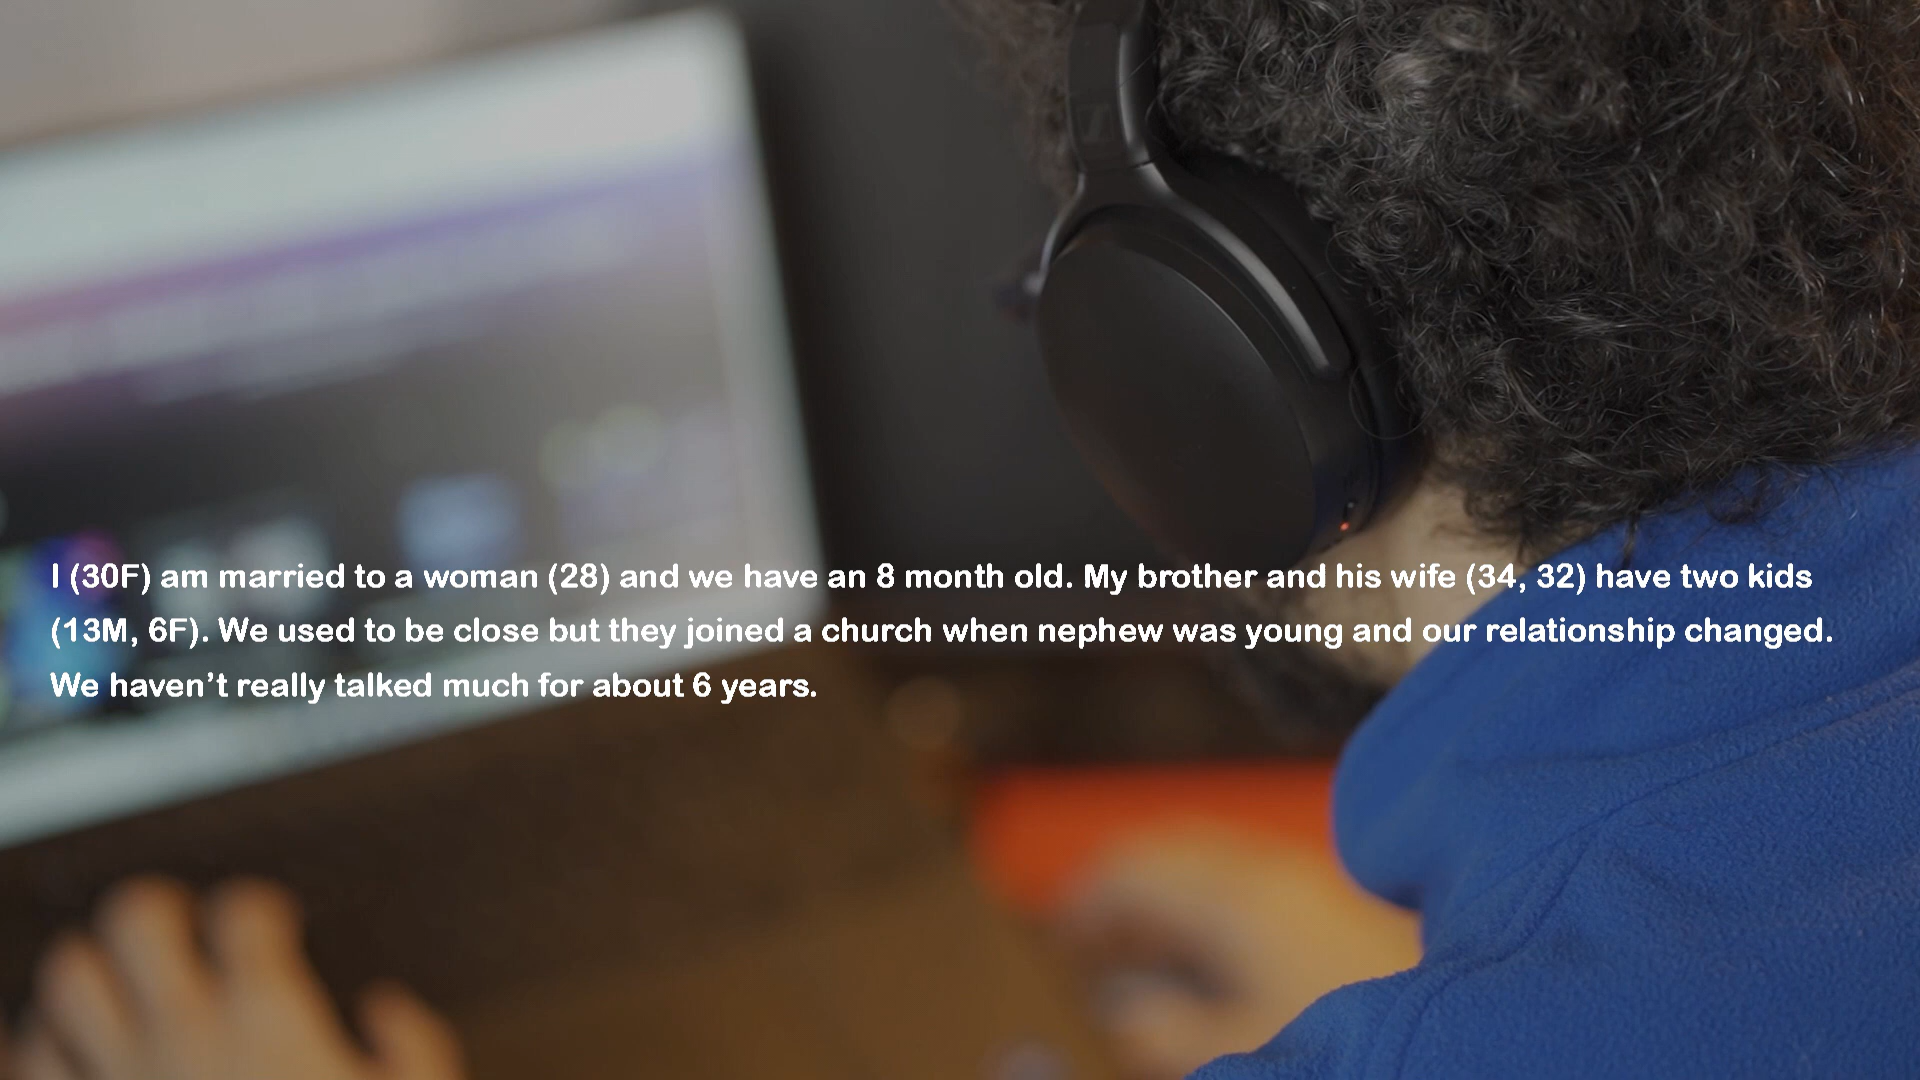 I (30F) am married to a woman (28) and we have an 8 month old. My brother and his wife (34, 32) have two kids
(13M, 6F). We used to be close but they joined a church when nephew was young and our relationship changed.
We haven’t really talked much for about 6 years.